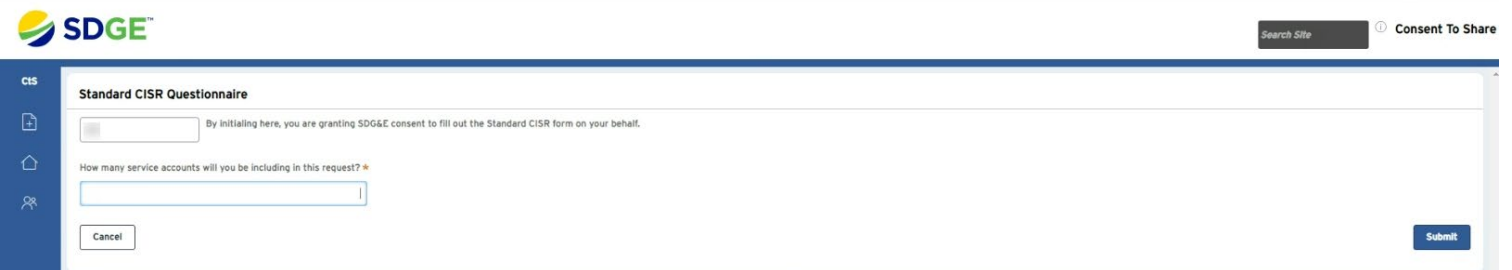 SDGE™
Search Site
Consent To Share
CtS
Standard CISR Questionnaire
By initialing here, you are granting SDG&E consent to fill out the Standard CISR form on your behalf.
How many service accounts will you be including in this request? *
Cancel
Submit